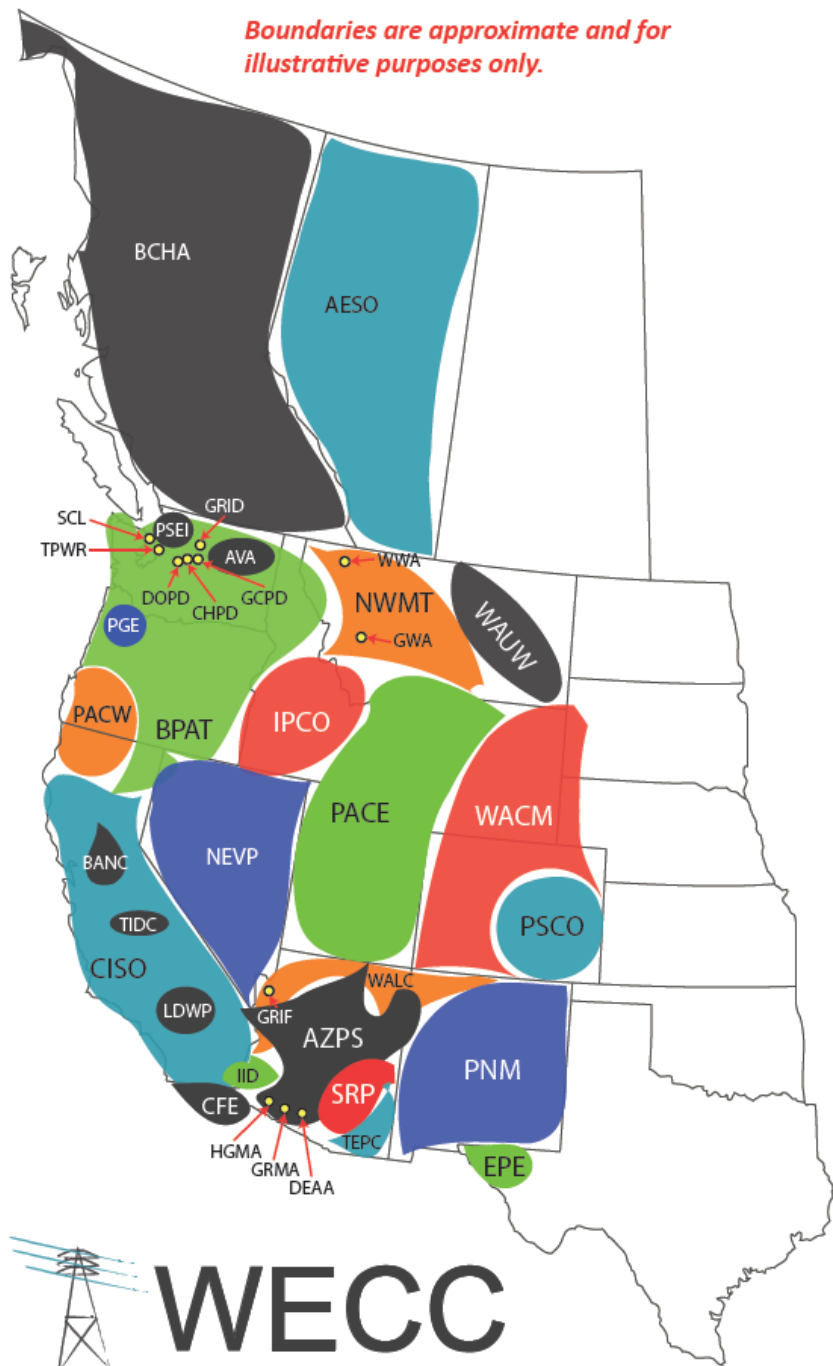 Boundaries are approximate and for
illustrative purposes only.
BCHA
AESO
GRID
SCL
PSEI
TPWR
AVA
WWA
DOPD
GCPD
CHPD
NWMT
PGE
GWA
WAUW
PACW
BPAT
IPCO
PACE
WACM
NEVP
BANC
TIDC
PSCO
CISO
WALC
LDWP
GRIF
AZPS
IID
PNM
SRP
CFE
TEPC
HGMA
GRMA
EPE
DEAA
WECC